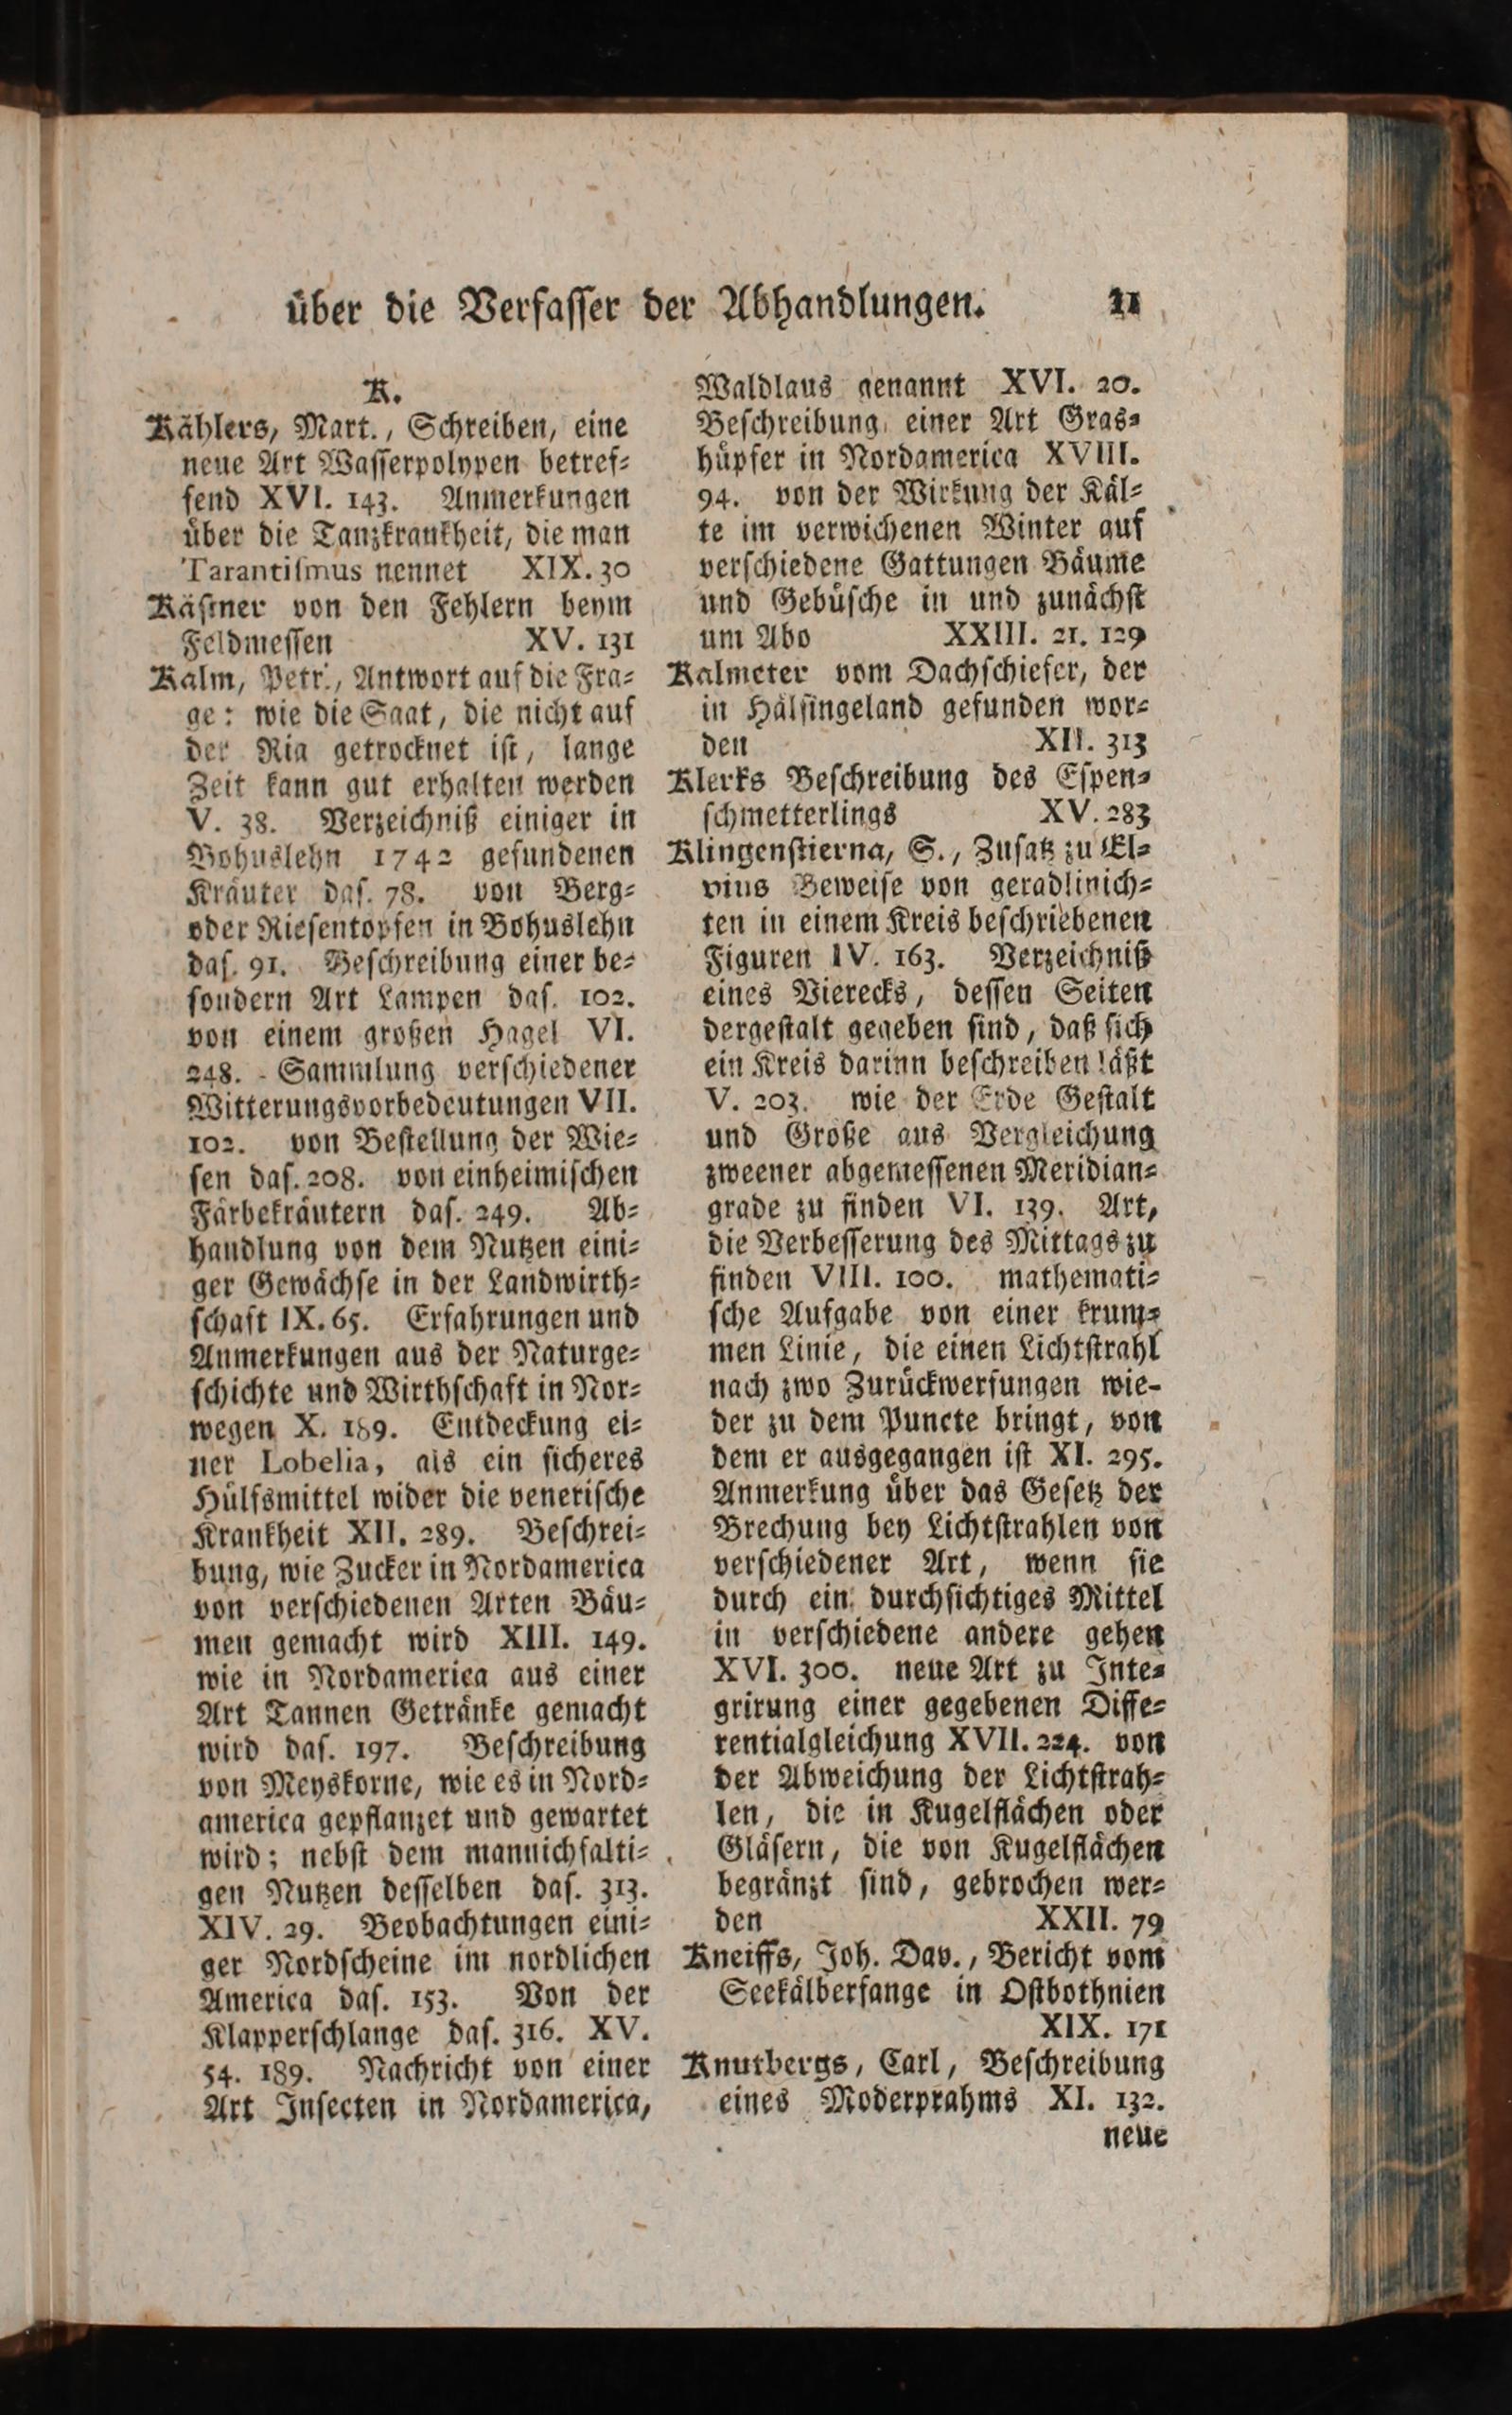 über die Verfaſſer der Abhandlungen. 21
K.
Kählers, Mart., Schreiben, eine
neue Art Waſſerpolypen betref⸗
fend XVI. 143. Anmerkungen
über die Tanzkrankheit, die man
Tarantiſmus nennet XIX. 30
Käſtner von den Fehlern beym
Feldmeſſen XV. 131
Kalm, Petr., Antwort auf die Fra⸗
ge: wie die Saat, die nicht auf
der Ria getrocknet iſt, lange
Zeit kann gut erhalten werden
V. 38. Verzeichniß einiger in
Bohuslehn 1742 gefundenen
Kräuter daſ. 78. von Berg⸗
oder Rieſentopfen in Bohuslehn
daſ. 91. Beſchreibung einer be⸗
ſondern Art Lampen daſ. 102.
von einem großen Hagel VI.
248. Sammlung verſchiedener
Witterungsvorbedeutungen VII.
102. von Beſtellung der Wie⸗
ſen daſ. 208. von einheimiſchen
Färbekräutern daſ. 249. Ab⸗
handlung von dem Nutzen eini⸗
ger Gewächſe in der Landwirth⸗
ſchaft IX. 65. Erfahrungen und
Anmerkungen aus der Naturge⸗
ſchichte und Wirthſchaft in Nor⸗
wegen X. 189. Entdeckung ei⸗
ner Lobelia, als ein ſicheres
Hülfsmittel wider die veneriſche
Krankheit XII. 289. Beſchrei⸗
bung, wie Zucker in Nordamerica
von verſchiedenen Arten Bäu⸗
men gemacht wird XIII. 149.
wie in Nordamerica aus einer
Art Tannen Getränke gemacht
wird daſ. 197. Beſchreibung
von Meyskorne, wie es in Nord⸗
america gepflanzet und gewartet
wird; nebſt dem mannichfalti⸗
gen Nutzen deſſelben daſ. 313.
XIV. 29. Beobachtungen eini⸗
ger Nordſcheine im nordlichen
America daſ. 153. Von der
Klapperſchlange daſ. 316. XV.
54. 189. Nachricht von einer
Art Inſecten in Nordamerica,
Waldlaus genannt XVI. 20.
Beſchreibung einer Art Gras⸗
hüpfer in Nordamerica XVIII.
94. von der Wirkung der Käl⸗
te im verwichenen Winter auf
verſchiedene Gattungen Bäume
und Gebüſche in und zunächſt
um Abo XXIII. 21. 129
Kalmeter vom Dachſchiefer, der
in Hälſingeland gefunden wor⸗
den XII. 313
Klerks Beſchreibung des Eſpen⸗
ſchmetterlings XV. 283
Klingenſtierna, S., Zuſatz zu El⸗
vius Beweiſe von geradlinich⸗
ten in einem Kreis beſchriebenen
Figuren IV. 163. Verzeichniß
eines Vierecks, deſſen Seiten
dergeſtalt gegeben ſind, daß ſich
ein Kreis darinn beſchreiben läßt
V. 203. wie der Erde Geſtalt
und Große aus Vergleichung
zweener abgemeſſenen Meridian⸗
grade zu finden VI. 139. Art,
die Verbeſſerung des Mittags zu
finden VIII. 100. mathemati⸗
ſche Aufgabe von einer krum⸗
men Linie, die einen Lichtſtrahl
nach zwo Zurückwerfungen wie-
der zu dem Puncte bringt, von
dem er ausgegangen iſt XI. 295.
Anmerkung über das Geſetz der
Brechung bey Lichtſtrahlen von
verſchiedener Art, wenn ſie
durch ein durchſichtiges Mittel
in verſchiedene andere gehen
XVI. 300. neue Art zu Inte⸗
grirung einer gegebenen Diffe⸗
rentialgleichung XVII. 224. von
der Abweichung der Lichtſtrah⸗
len, die in Kugelflächen oder
Gläſern, die von Kugelflächen
begränzt ſind, gebrochen wer⸗
den XXII. 79
Kneiffs, Joh. Dav., Bericht vom
Seekälberfange in Oſtbothnien
XIX. 171
Knutbergs, Carl, Beſchreibung
eines Moderprahms XI. 132.
neue